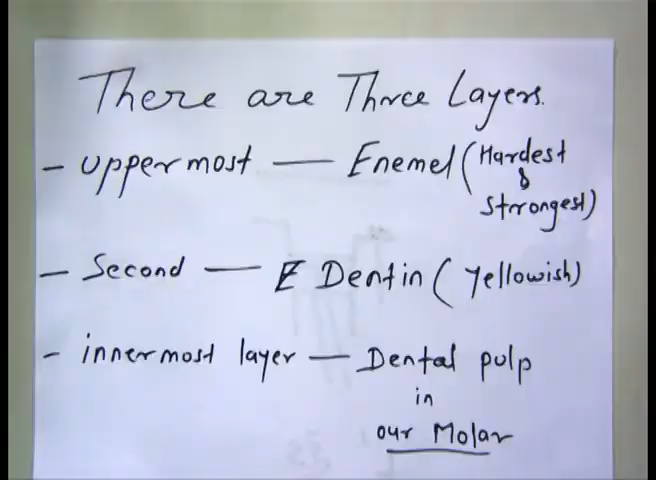 There are Three Layers.
- Uppermost — Enemel (Hardest & Strongest)
- Second — Dentin (Yellowish)
- innermost layer — Dental pulp
in
our Molar